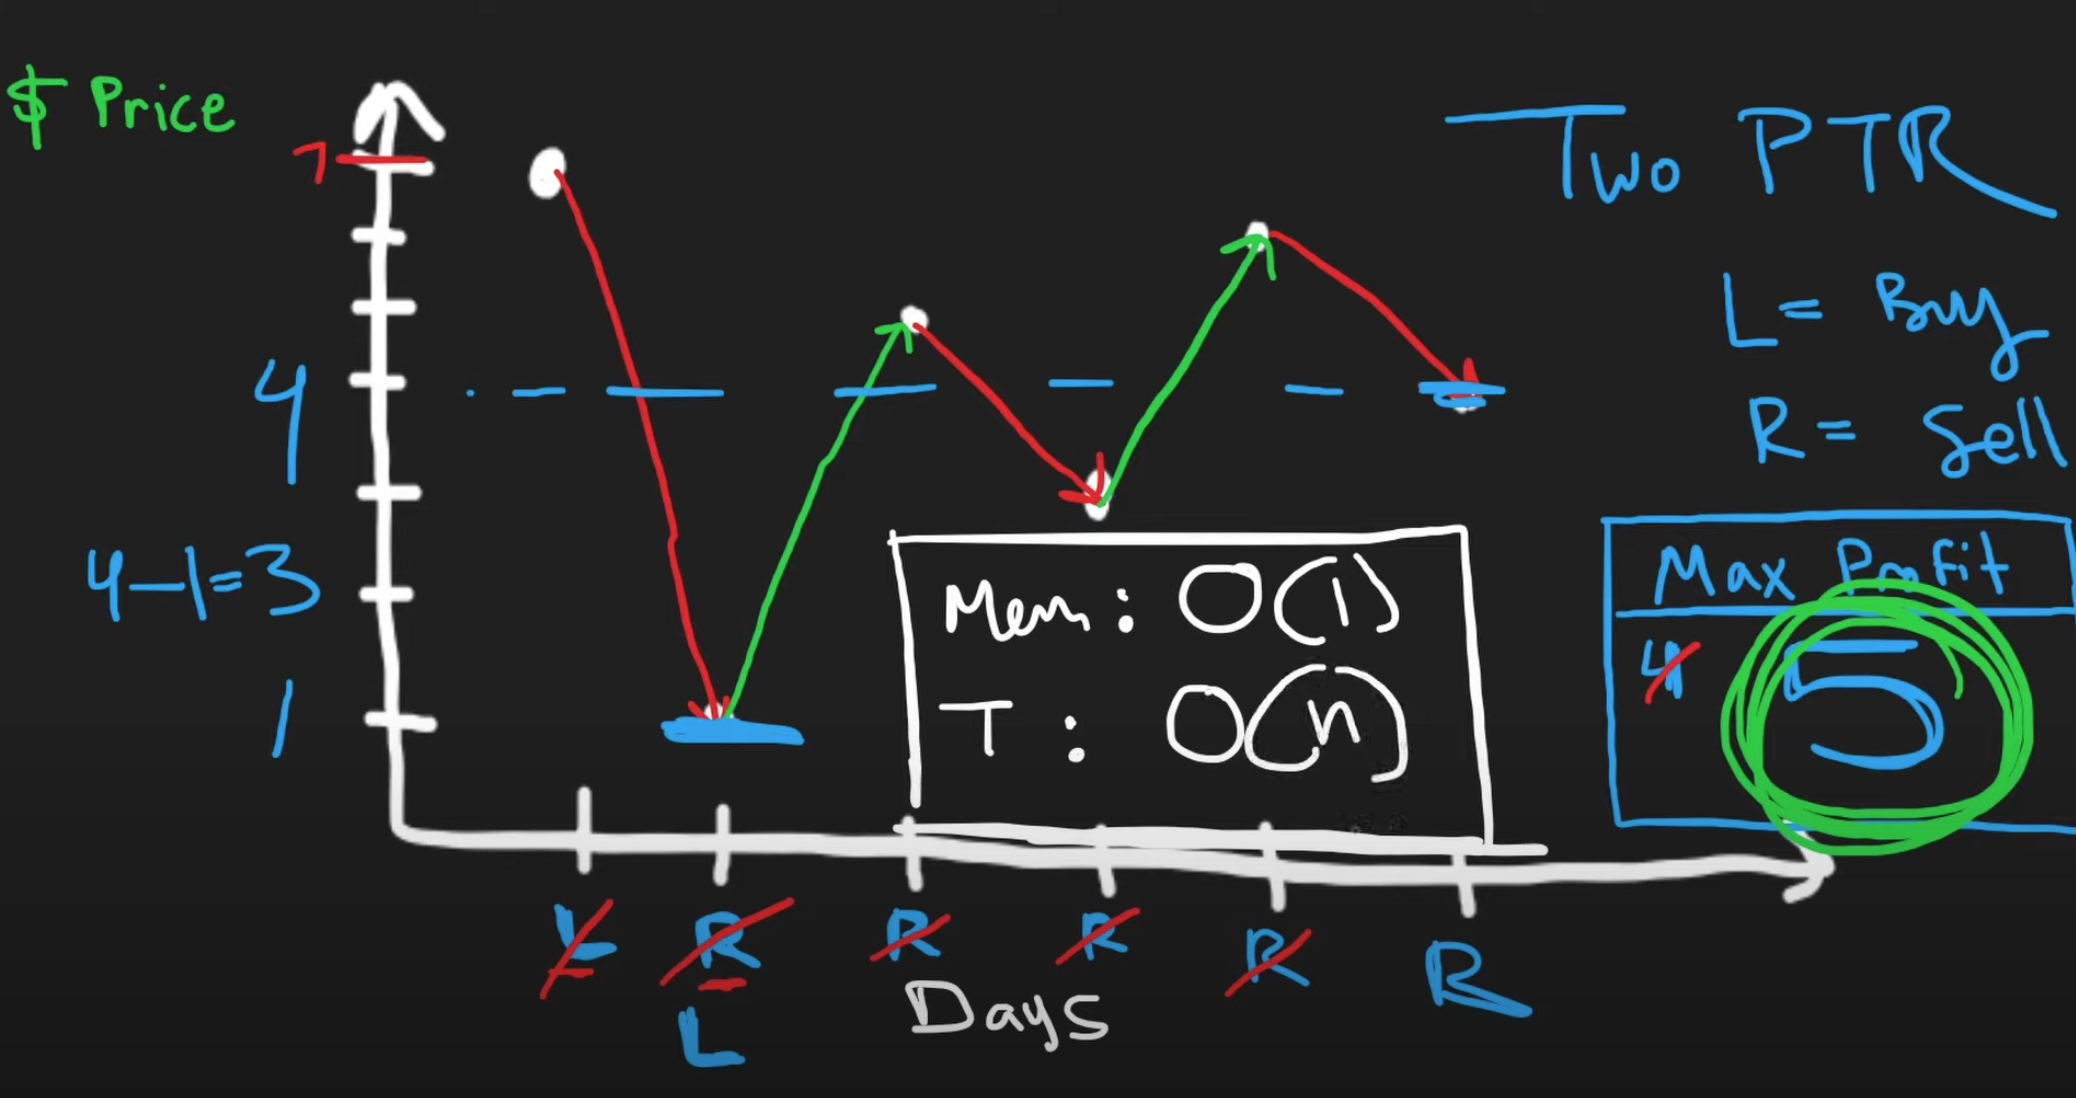 $ Price
7
Two PTR
L = Buy
4
R = Sell
4-1=3
Max Profit
Mem: O(1)
4 5
1
T: O(n)
L R R R R R
L
Days